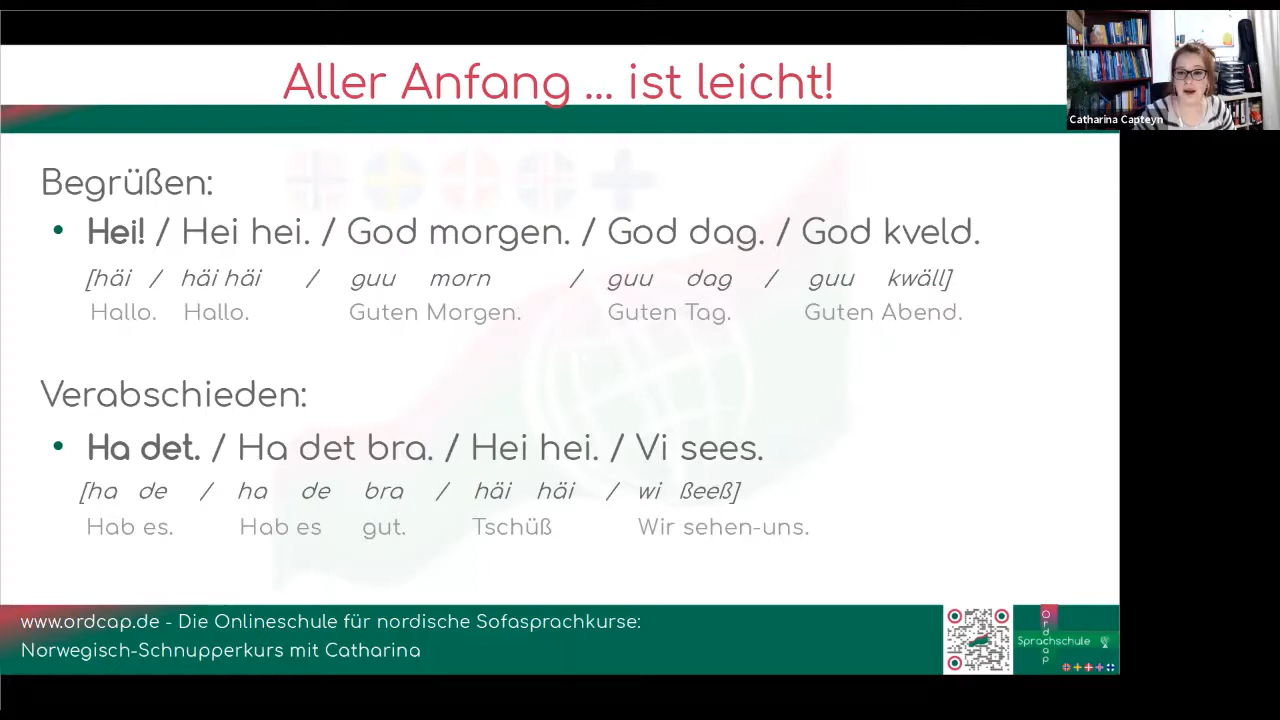 Aller Anfang ... ist leicht!
Catharina Capteyn
Begrüßen:
• Hei! / Hei hei. / God morgen. / God dag. / God kveld.
[häi / häi häi / guu morn / guu dag / guu kwäll]
Hallo. Hallo. Guten Morgen. Guten Tag. Guten Abend.
Verabschieden:
• Ha det. / Ha det bra. / Hei hei. / Vi sees.
[ha de / ha de bra / häi häi / wi ßeeß]
Hab es. Hab es gut. Tschüß Wir sehen-uns.
www.ordcap.de - Die Onlineschule für nordische Sofasprachkurse:
Norwegisch-Schnupperkurs mit Catharina
Ordcap
Sprachschule